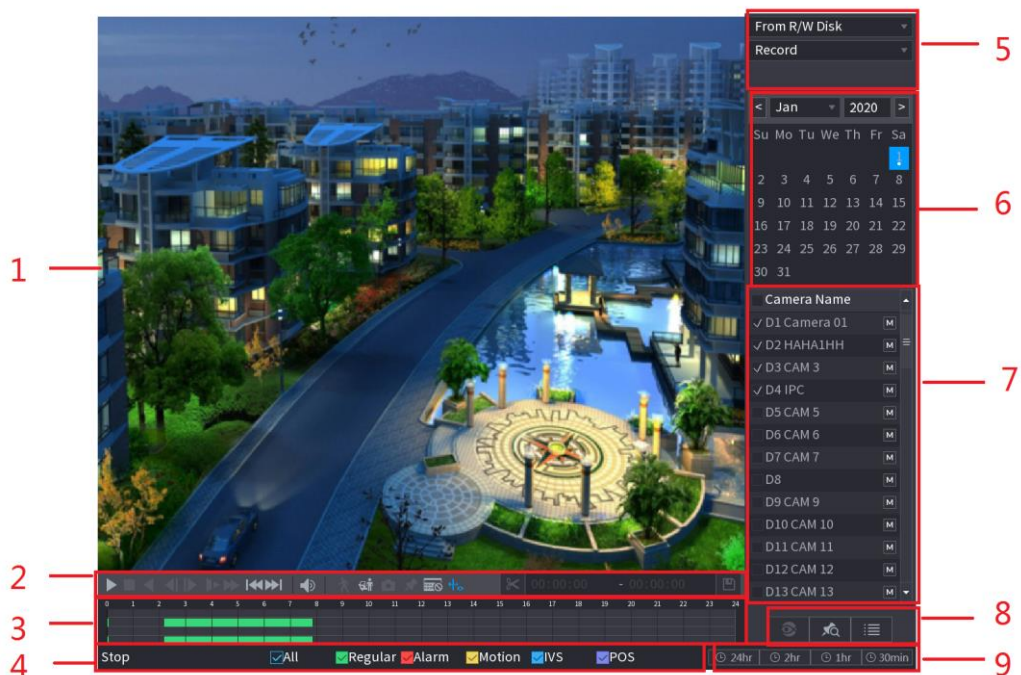 From R/W Disk
Record
5
< Jan 2020 >
Su Mo Tu We Th Fr Sa
1
2 3 4 5 6 7 8
9 10 11 12 13 14 15
16 17 18 19 20 21 22
23 24 25 26 27 28 29
30 31
6
1
Camera Name
D1 Camera 01 M
D2 HAHA1HH M
D3 CAM 3 M
D4 IPC M
D5 CAM 5 M
D6 CAM 6 M
D7 CAM 7 M
D8 M
D9 CAM 9 M
D10 CAM 10 M
D11 CAM 11 M
D12 CAM 12 M
D13 CAM 13 M
7
2
00:00:00 - 00:00:00
3
0 1 2 3 4 5 6 7 8 9 10 11 12 13 14 15 16 17 18 19 20 21 22 23 24
8
4
Stop All Regular Alarm Motion IVS POS
24hr 2hr 1hr 30min
9